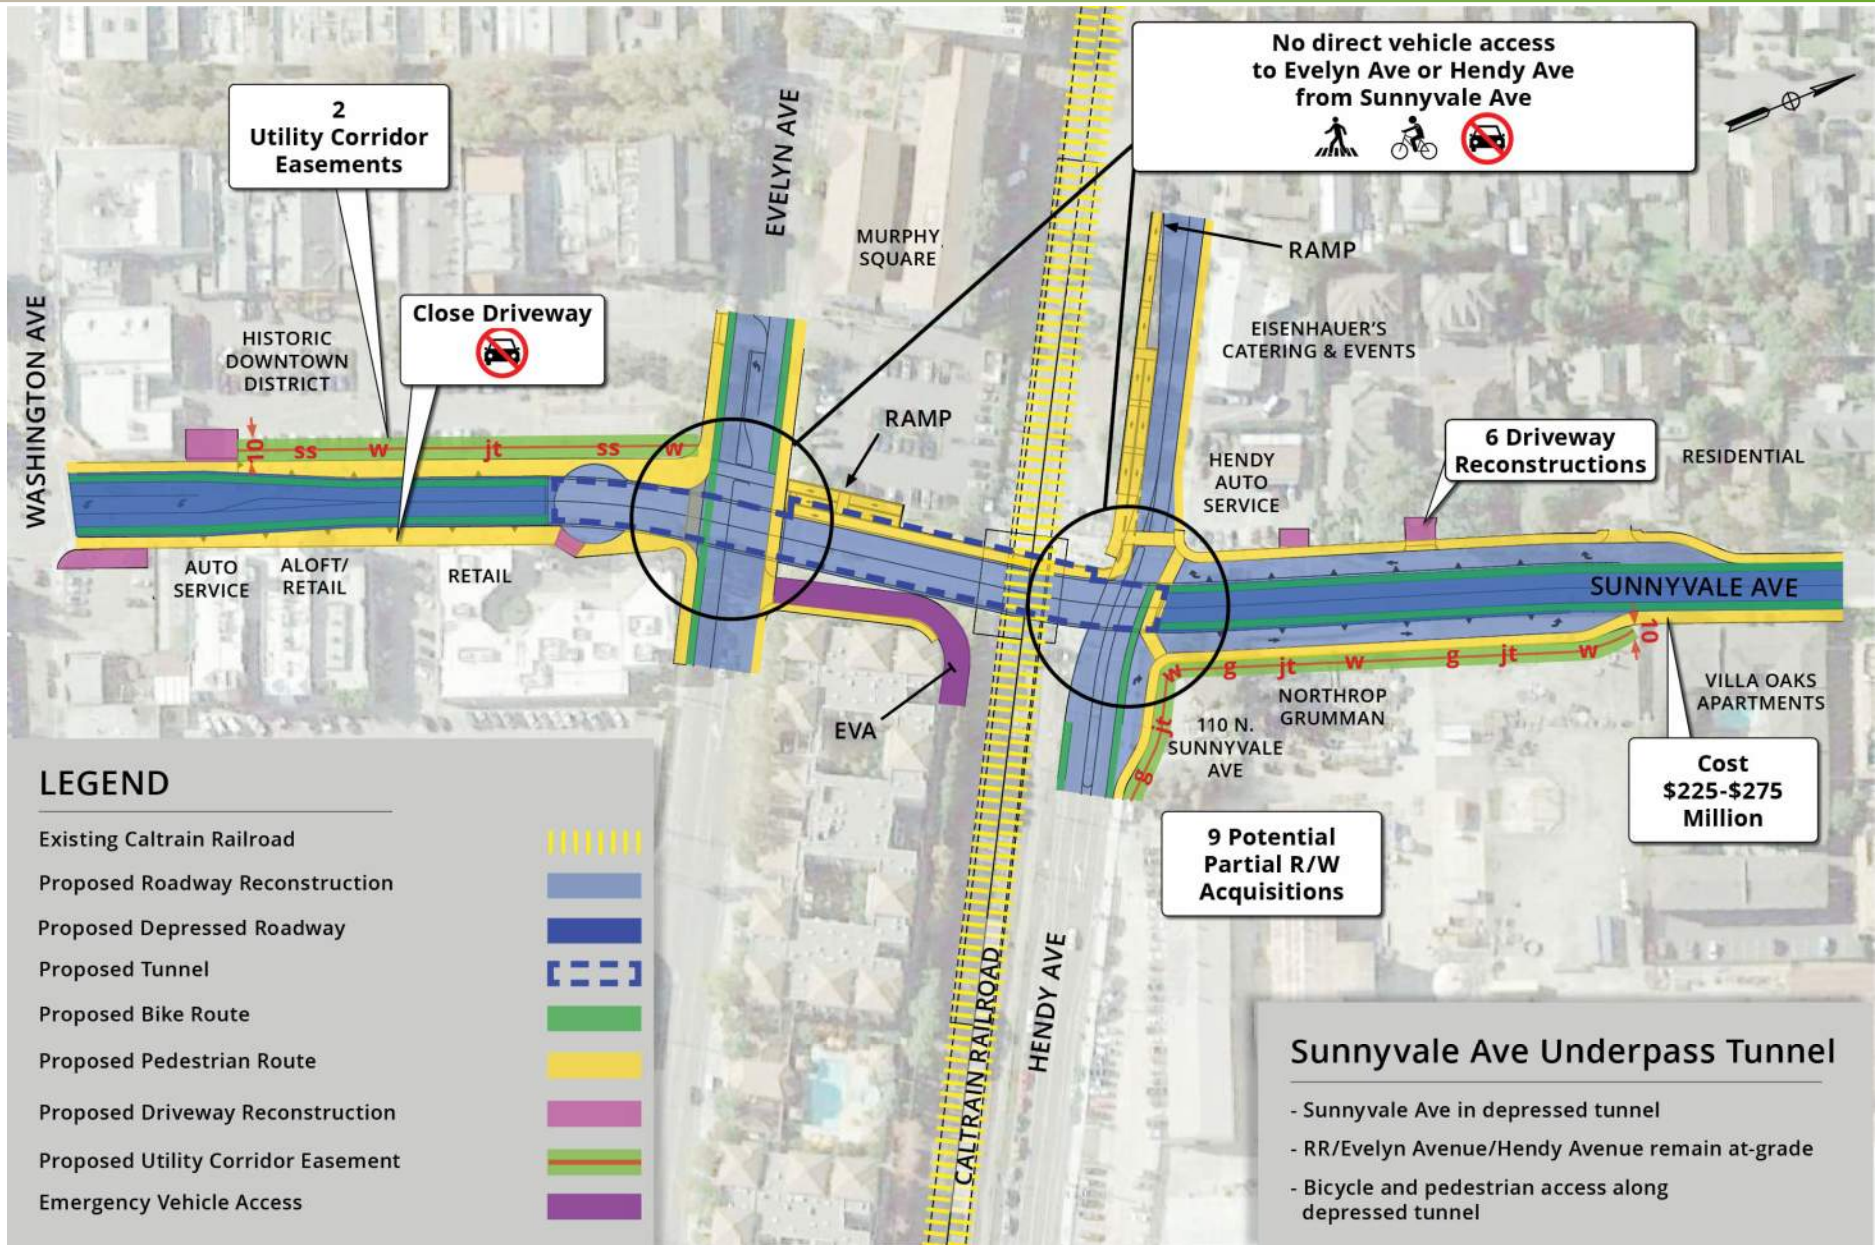 2
Utility Corridor
Easements
No direct vehicle access
to Evelyn Ave or Hendy Ave
from Sunnyvale Ave
EVELYN AVE
MURPHY
SQUARE
RAMP
WASHINGTON AVE
HISTORIC
DOWNTOWN
DISTRICT
Close Driveway
EISENHAUER'S
CATERING & EVENTS
RAMP
6 Driveway
Reconstructions
RESIDENTIAL
HENDY
AUTO
SERVICE
10
ss
w
jt
ss
w
AUTO
SERVICE
ALOFT/
RETAIL
RETAIL
SUNNYVALE AVE
10
w
g
jt
w
g
jt
w
jt
g
NORTHROP
GRUMMAN
110 N.
SUNNYVALE
AVE
VILLA OAKS
APARTMENTS
EVA
Cost
$225-$275
Million
9 Potential
Partial R/W
Acquisitions
CALTRAIN RAILROAD
HENDY AVE
LEGEND
Existing Caltrain Railroad
Proposed Roadway Reconstruction
Proposed Depressed Roadway
Proposed Tunnel
Proposed Bike Route
Proposed Pedestrian Route
Proposed Driveway Reconstruction
Proposed Utility Corridor Easement
Emergency Vehicle Access
Sunnyvale Ave Underpass Tunnel
- Sunnyvale Ave in depressed tunnel
- RR/Evelyn Avenue/Hendy Avenue remain at-grade
- Bicycle and pedestrian access along
depressed tunnel